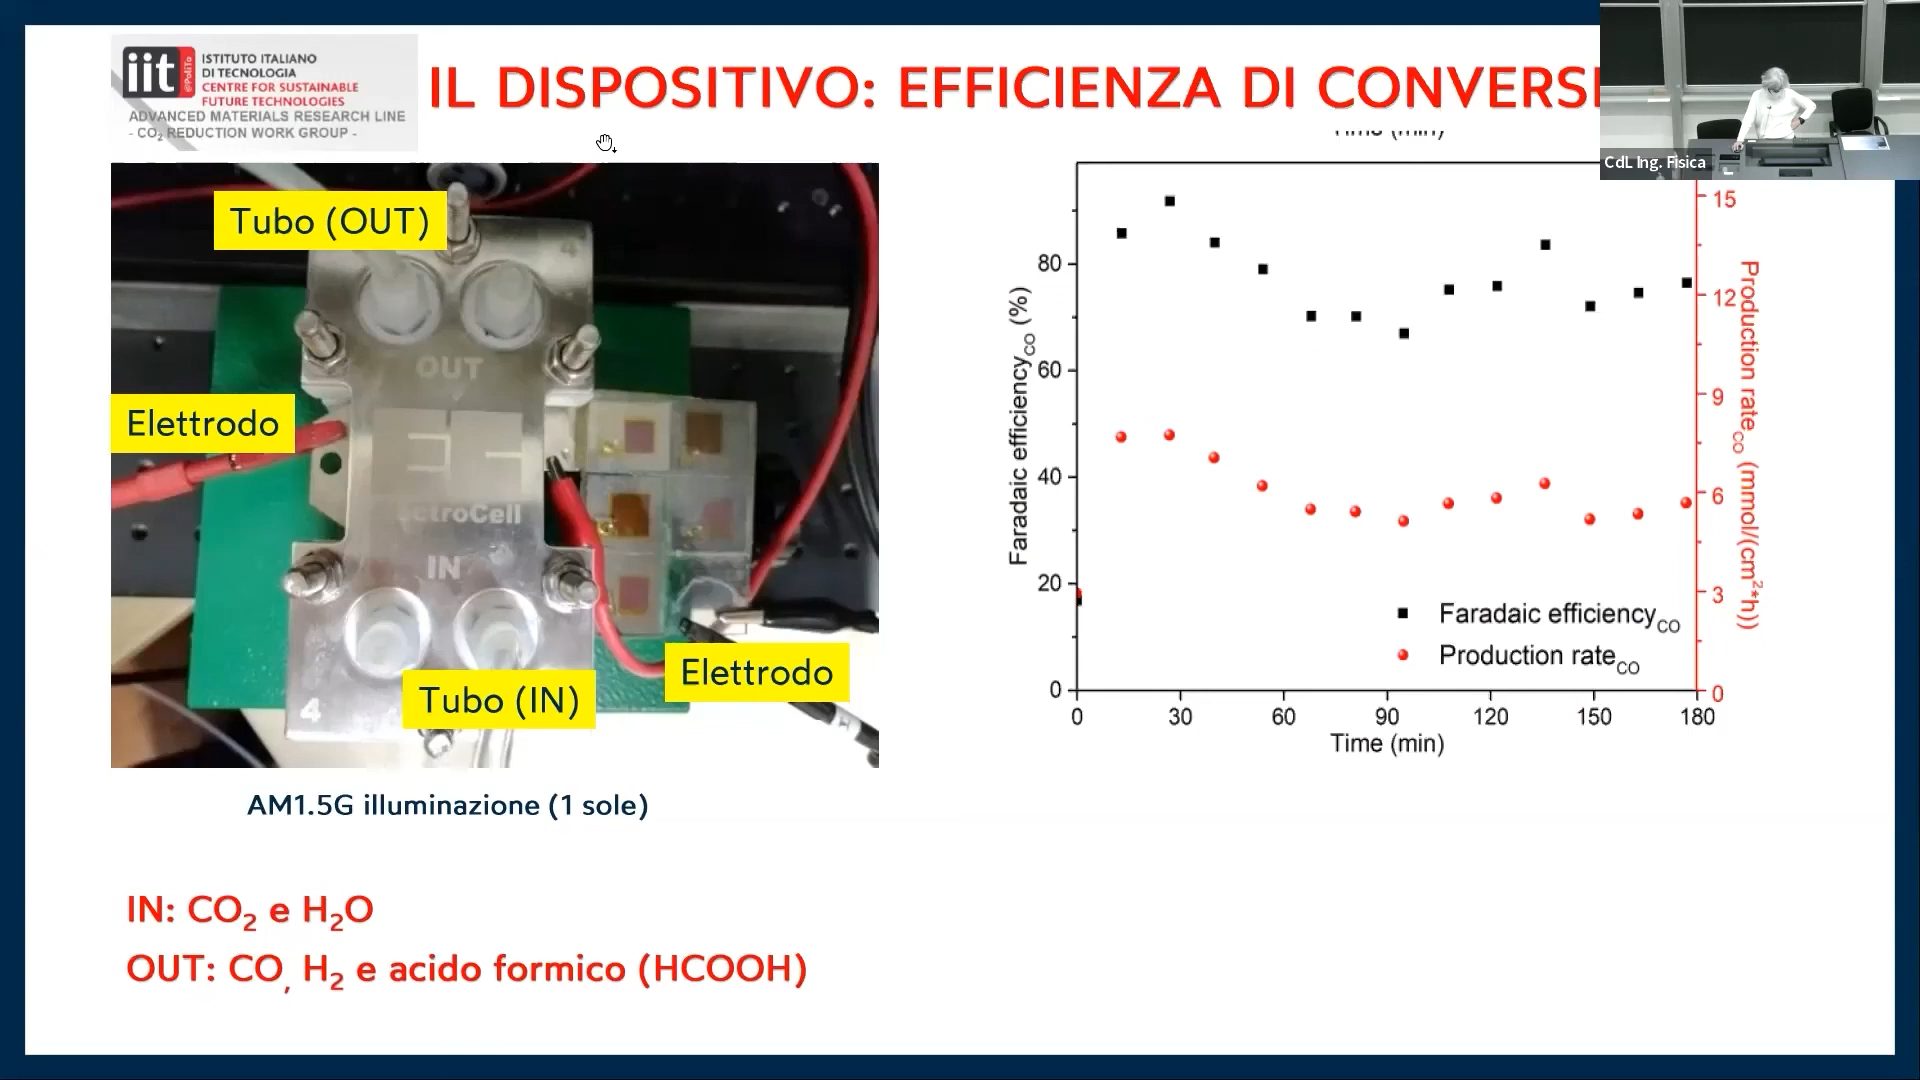 iit
@PoliTo
ISTITUTO ITALIANO
DI TECNOLOGIA
CENTRE FOR SUSTAINABLE
FUTURE TECHNOLOGIES
ADVANCED MATERIALS RESEARCH LINE
- CO2 REDUCTION WORK GROUP -
IL DISPOSITIVO: EFFICIENZA DI CONVERSI
CdL Ing. Fisica
Time (min)
Tubo (OUT)
OUT
Elettrodo
ctroCell
IN
4
Tubo (IN)
Elettrodo
AM1.5G illuminazione (1 sole)
Faradaic efficiencyCO (%)
80
60
40
20
0
0 30 60 90 120 150 180
Time (min)
15
12
9
6
3
0
Production rateCO (mmol/(cm2*h))
Faradaic efficiencyCO
Production rateCO
IN: CO2 e H2O
OUT: CO, H2 e acido formico (HCOOH)